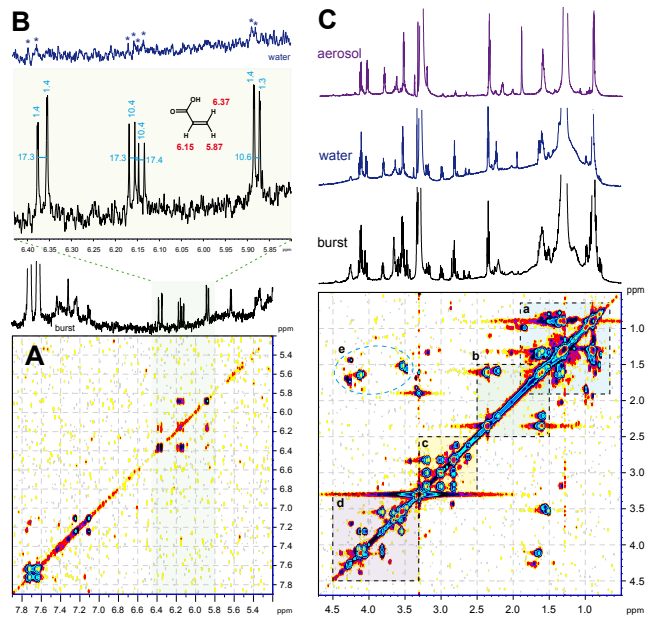 B
* * * * * * * *
water
1.4
1.4
17.3
10.4
10.4
17.3
17.4
1.4
1.3
10.6
O
OH
6.37
H
H
H
6.15
5.87
6.40 6.35 6.30 6.25 6.20 6.15 6.10 6.05 6.00 5.95 5.90 5.85 ppm
burst
ppm
A
5.4
5.6
5.8
6.0
6.2
6.4
6.6
6.8
7.0
7.2
7.4
7.6
7.8
7.8 7.6 7.4 7.2 7.0 6.8 6.6 6.4 6.2 6.0 5.8 5.6 5.4 ppm
C
aerosol
water
burst
ppm
a
b
c
d
e
0.5
1.0
1.5
2.0
2.5
3.0
3.5
4.0
4.5
4.5 4.0 3.5 3.0 2.5 2.0 1.5 1.0 ppm